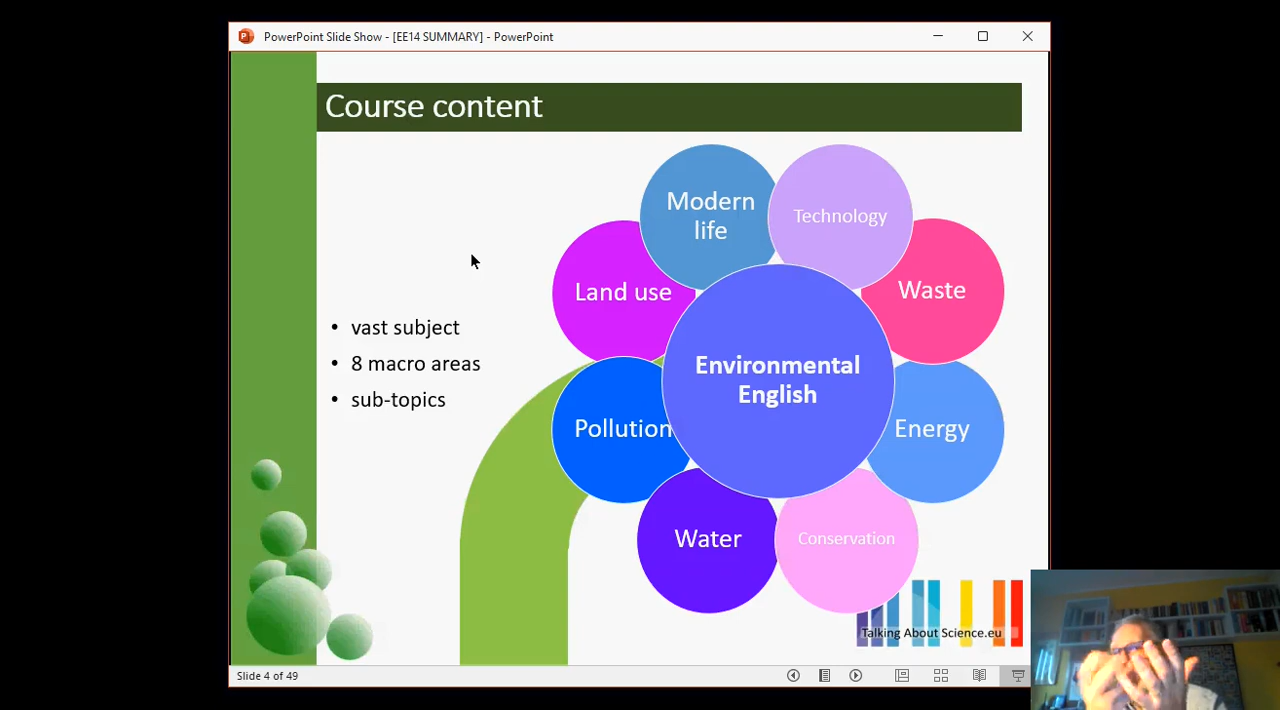 PowerPoint Slide Show - [EE14 SUMMARY] - PowerPoint
Course content
Modern
life
Technology
Land use
Waste
• vast subject
• 8 macro areas
• sub-topics
Environmental
English
Pollution
Energy
Water
Conservation
Talking About Science.eu
Slide 4 of 49